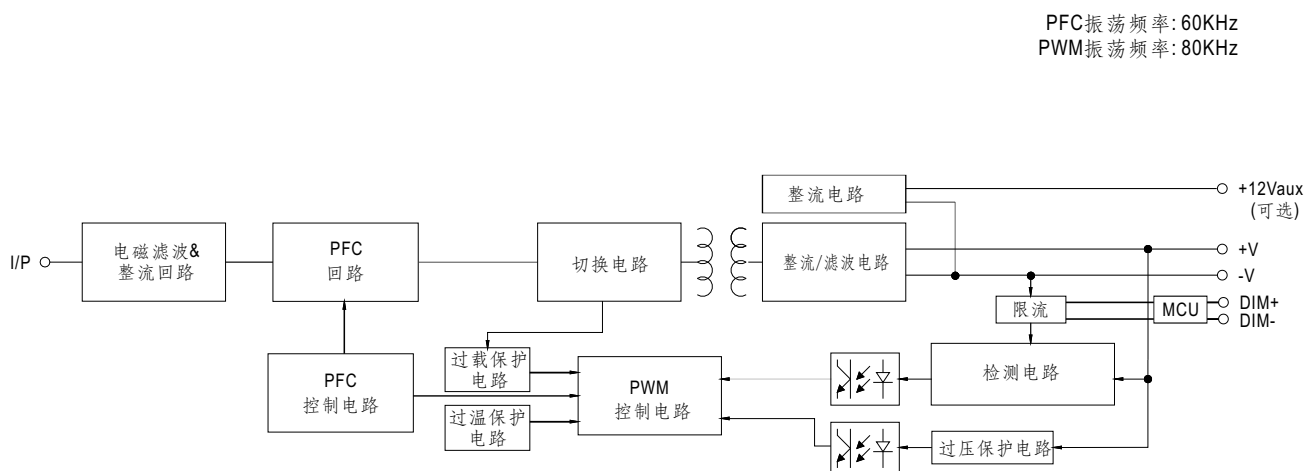 PFC振荡频率: 60KHz
PWM振荡频率: 80KHz
整流电路
+12Vaux
(可选)
I/P
电磁滤波&
整流回路
PFC
回路
切换电路
整流/滤波电路
+V
-V
限流
MCU
DIM+
DIM-
PFC
控制电路
过载保护
电路
过温保护
电路
PWM
控制电路
检测电路
过压保护电路